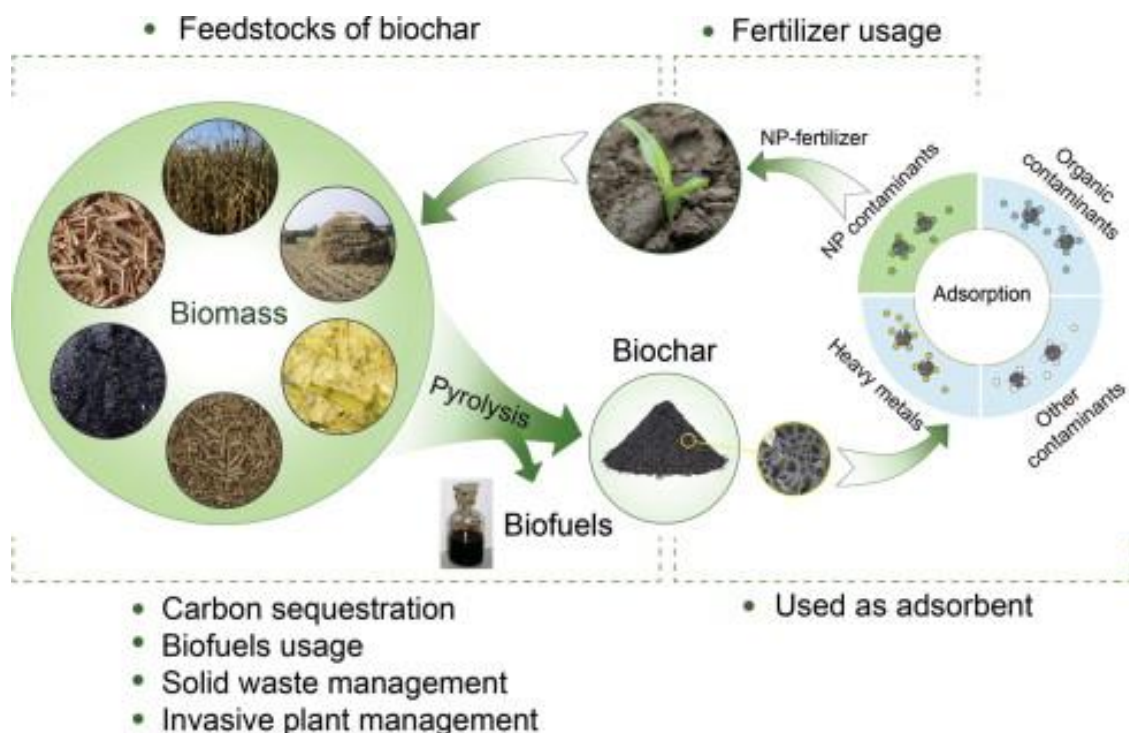 • Feedstocks of biochar
• Fertilizer usage
NP-fertilizer
NP contaminants
Organic
contaminants
Biomass
Adsorption
Pyrolysis
Biochar
Heavy metals
Other
contaminants
Biofuels
• Carbon sequestration
• Biofuels usage
• Solid waste management
• Invasive plant management
• Used as adsorbent